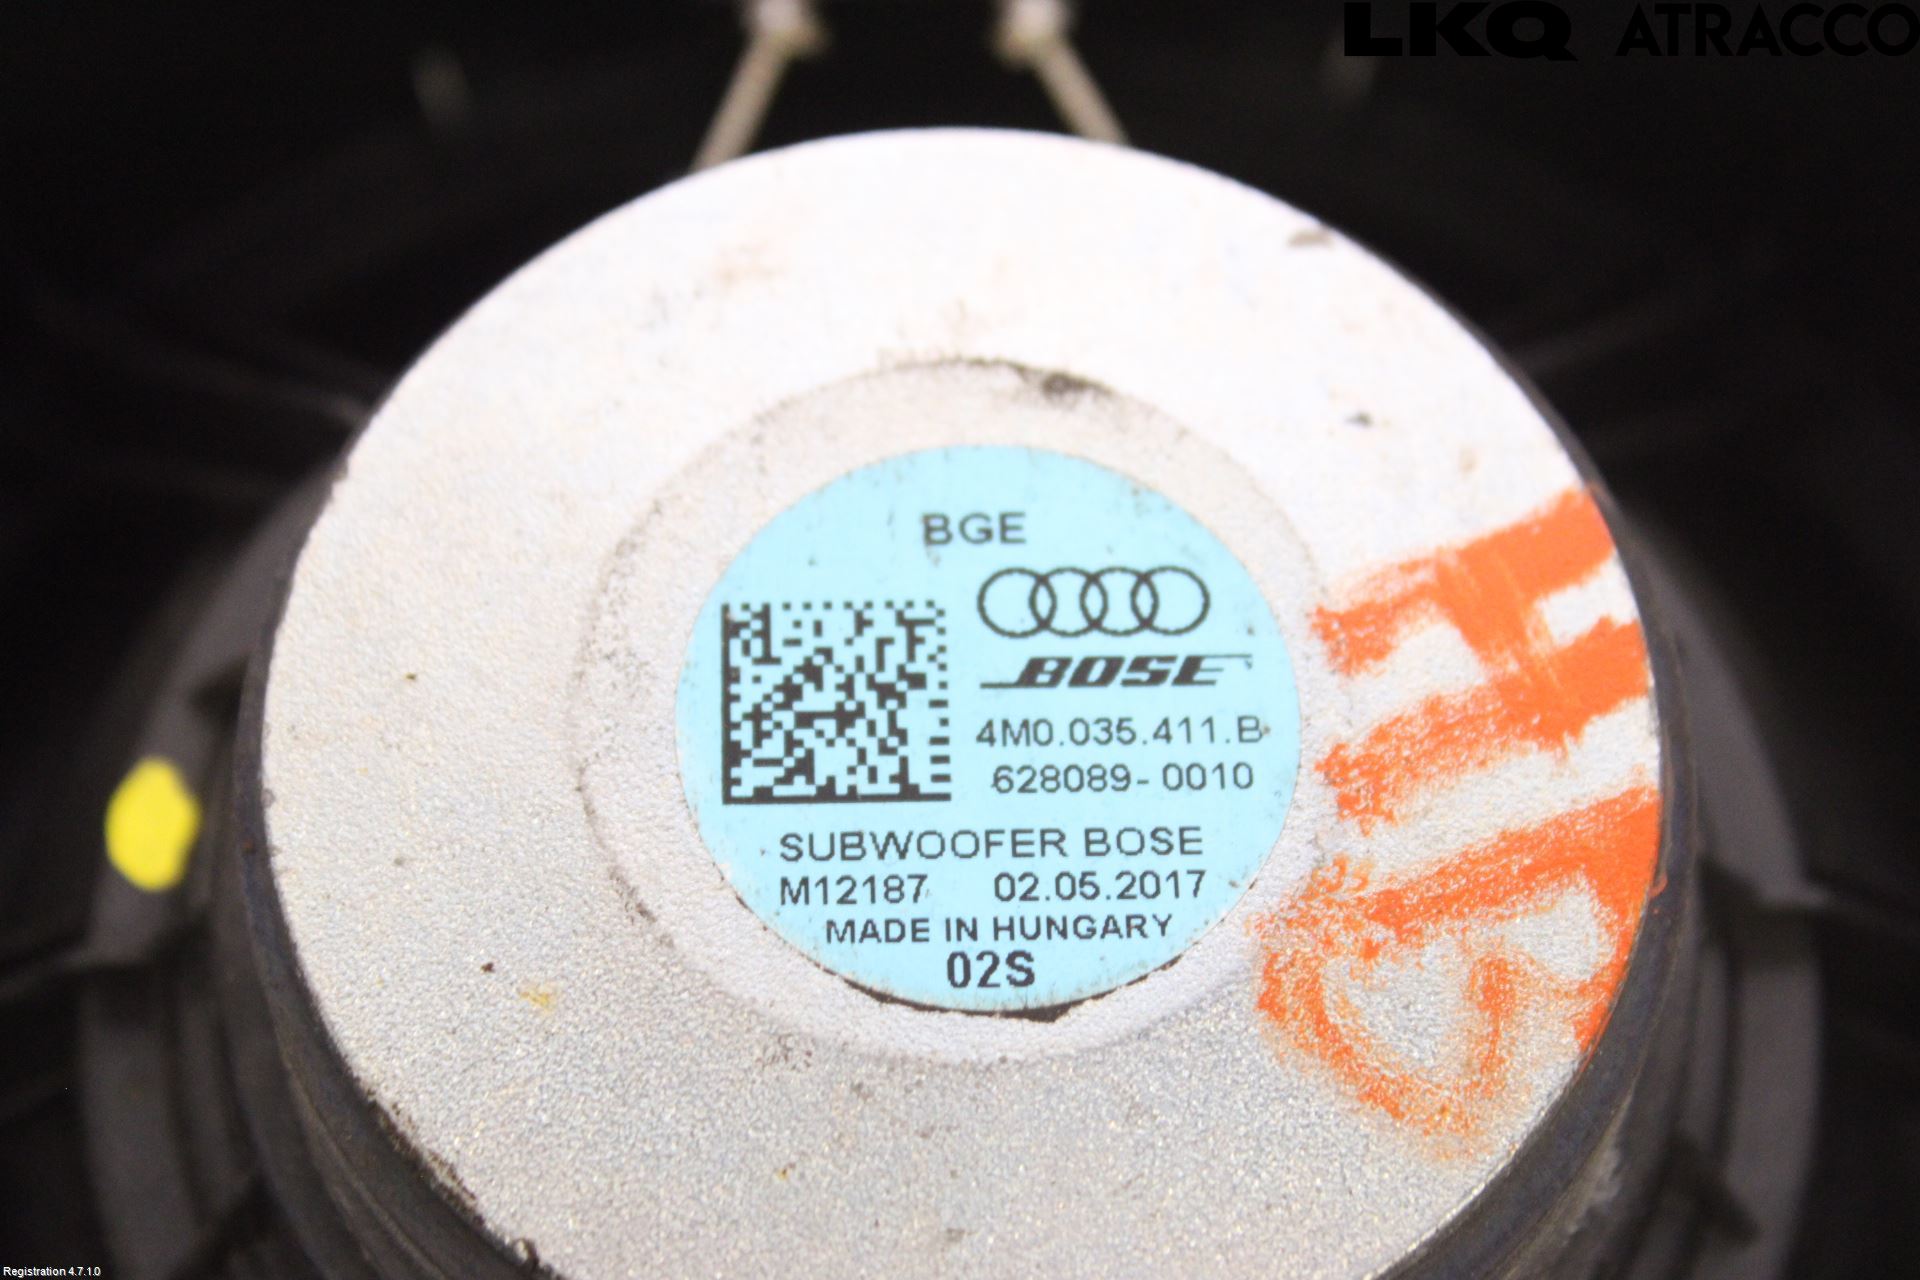 LKQ ATRACCO
BGE
BOSE
4M0.035.411.B
628089-0010
SUBWOOFER BOSE
M12187 02.05.2017
MADE IN HUNGARY
02S
Registration 4.7.1.0